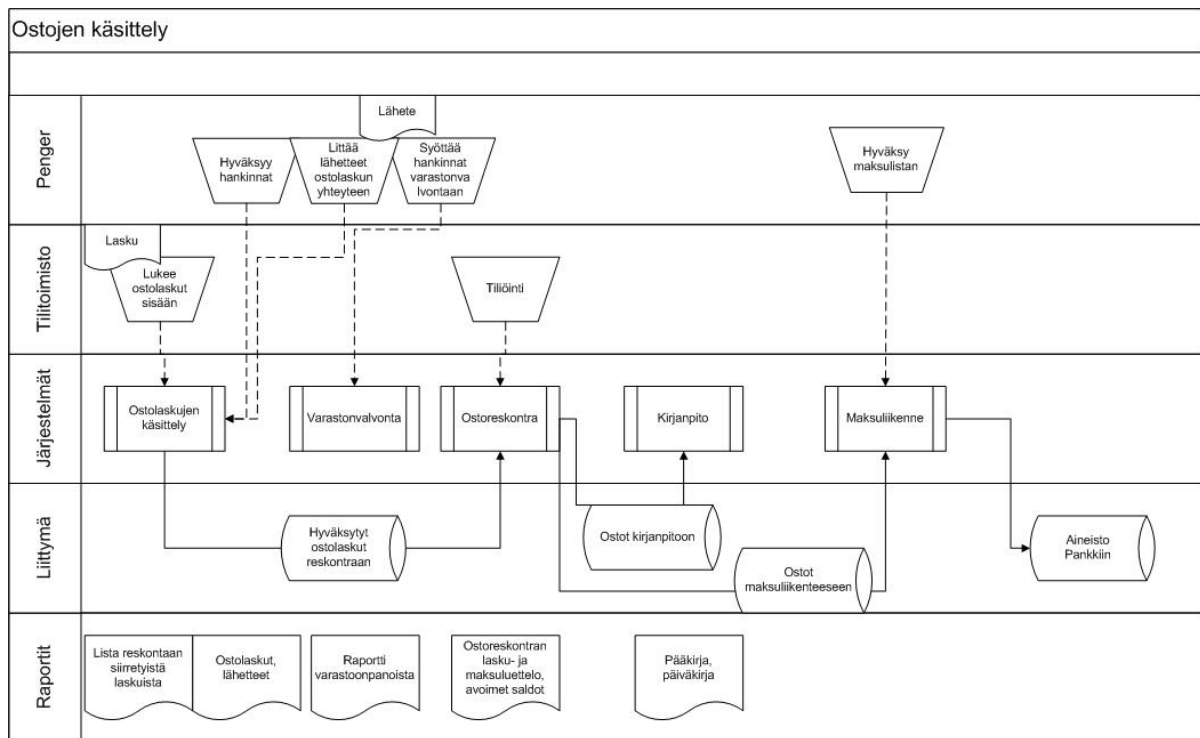 Ostojen käsittely
Penger
Lähete
Hyväksyy
hankinnat
Littää
lähetteet
ostolaskun
yhteyteen
Syöttää
hankinnat
varastonva
lvontaan
Hyväksy
maksulistan
Tilitoimisto
Lasku
Lukee
ostolaskut
sisään
Tiliöinti
Järjestelmät
Ostolaskujen
käsittely
Varastonvalvonta
Ostoreskontra
Kirjanpito
Maksuliikenne
Liittymä
Hyväksytyt
ostolaskut
reskontraan
Ostot kirjanpitoon
Ostot
maksuliikenteeseen
Aineisto
Pankkiin
Raportit
Lista reskontaan
siirretyistä
laskuista
Ostolaskut,
lähetteet
Raportti
varastoonpanoista
Ostoreskontran
lasku- ja
maksuluettelo,
avoimet saldot
Pääkirja,
päiväkirja